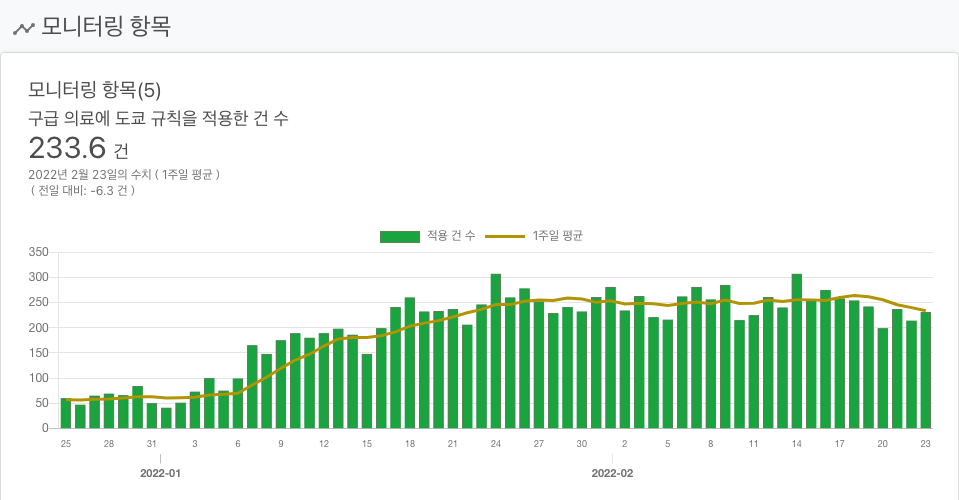 모니터링 항목
모니터링 항목(5)
구급 의료에 도쿄 규칙을 적용한 건 수
233.6 건
2022년 2월 23일의 수치 ( 1주일 평균 )
( 전일 대비: -6.3 건 )
적용 건 수 1주일 평균
350
300
250
200
150
100
50
0
25 28 31 3 6 9 12 15 18 21 24 27 30 2 5 8 11 14 17 20 23
2022-01 2022-02